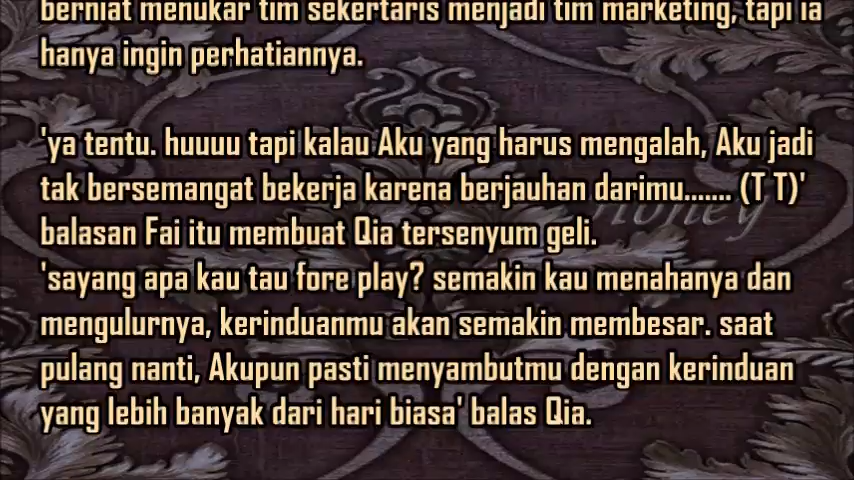 berniat menukar tim sekertaris menjadi tim marketing, tapi ia
hanya ingin perhatiannya.
'ya tentu. huuuu tapi kalau Aku yang harus mengalah, Aku jadi
tak bersemangat bekerja karena berjauhan darimu....... (T T)'
balasan Fai itu membuat Qia tersenyum geli.
'sayang apa kau tau fore play? semakin kau menahanya dan
mengulurnya, kerinduanmu akan semakin membesar. saat
pulang nanti, Akupun pasti menyambutmu dengan kerinduan
yang lebih banyak dari hari biasa' balas Qia.
Honey